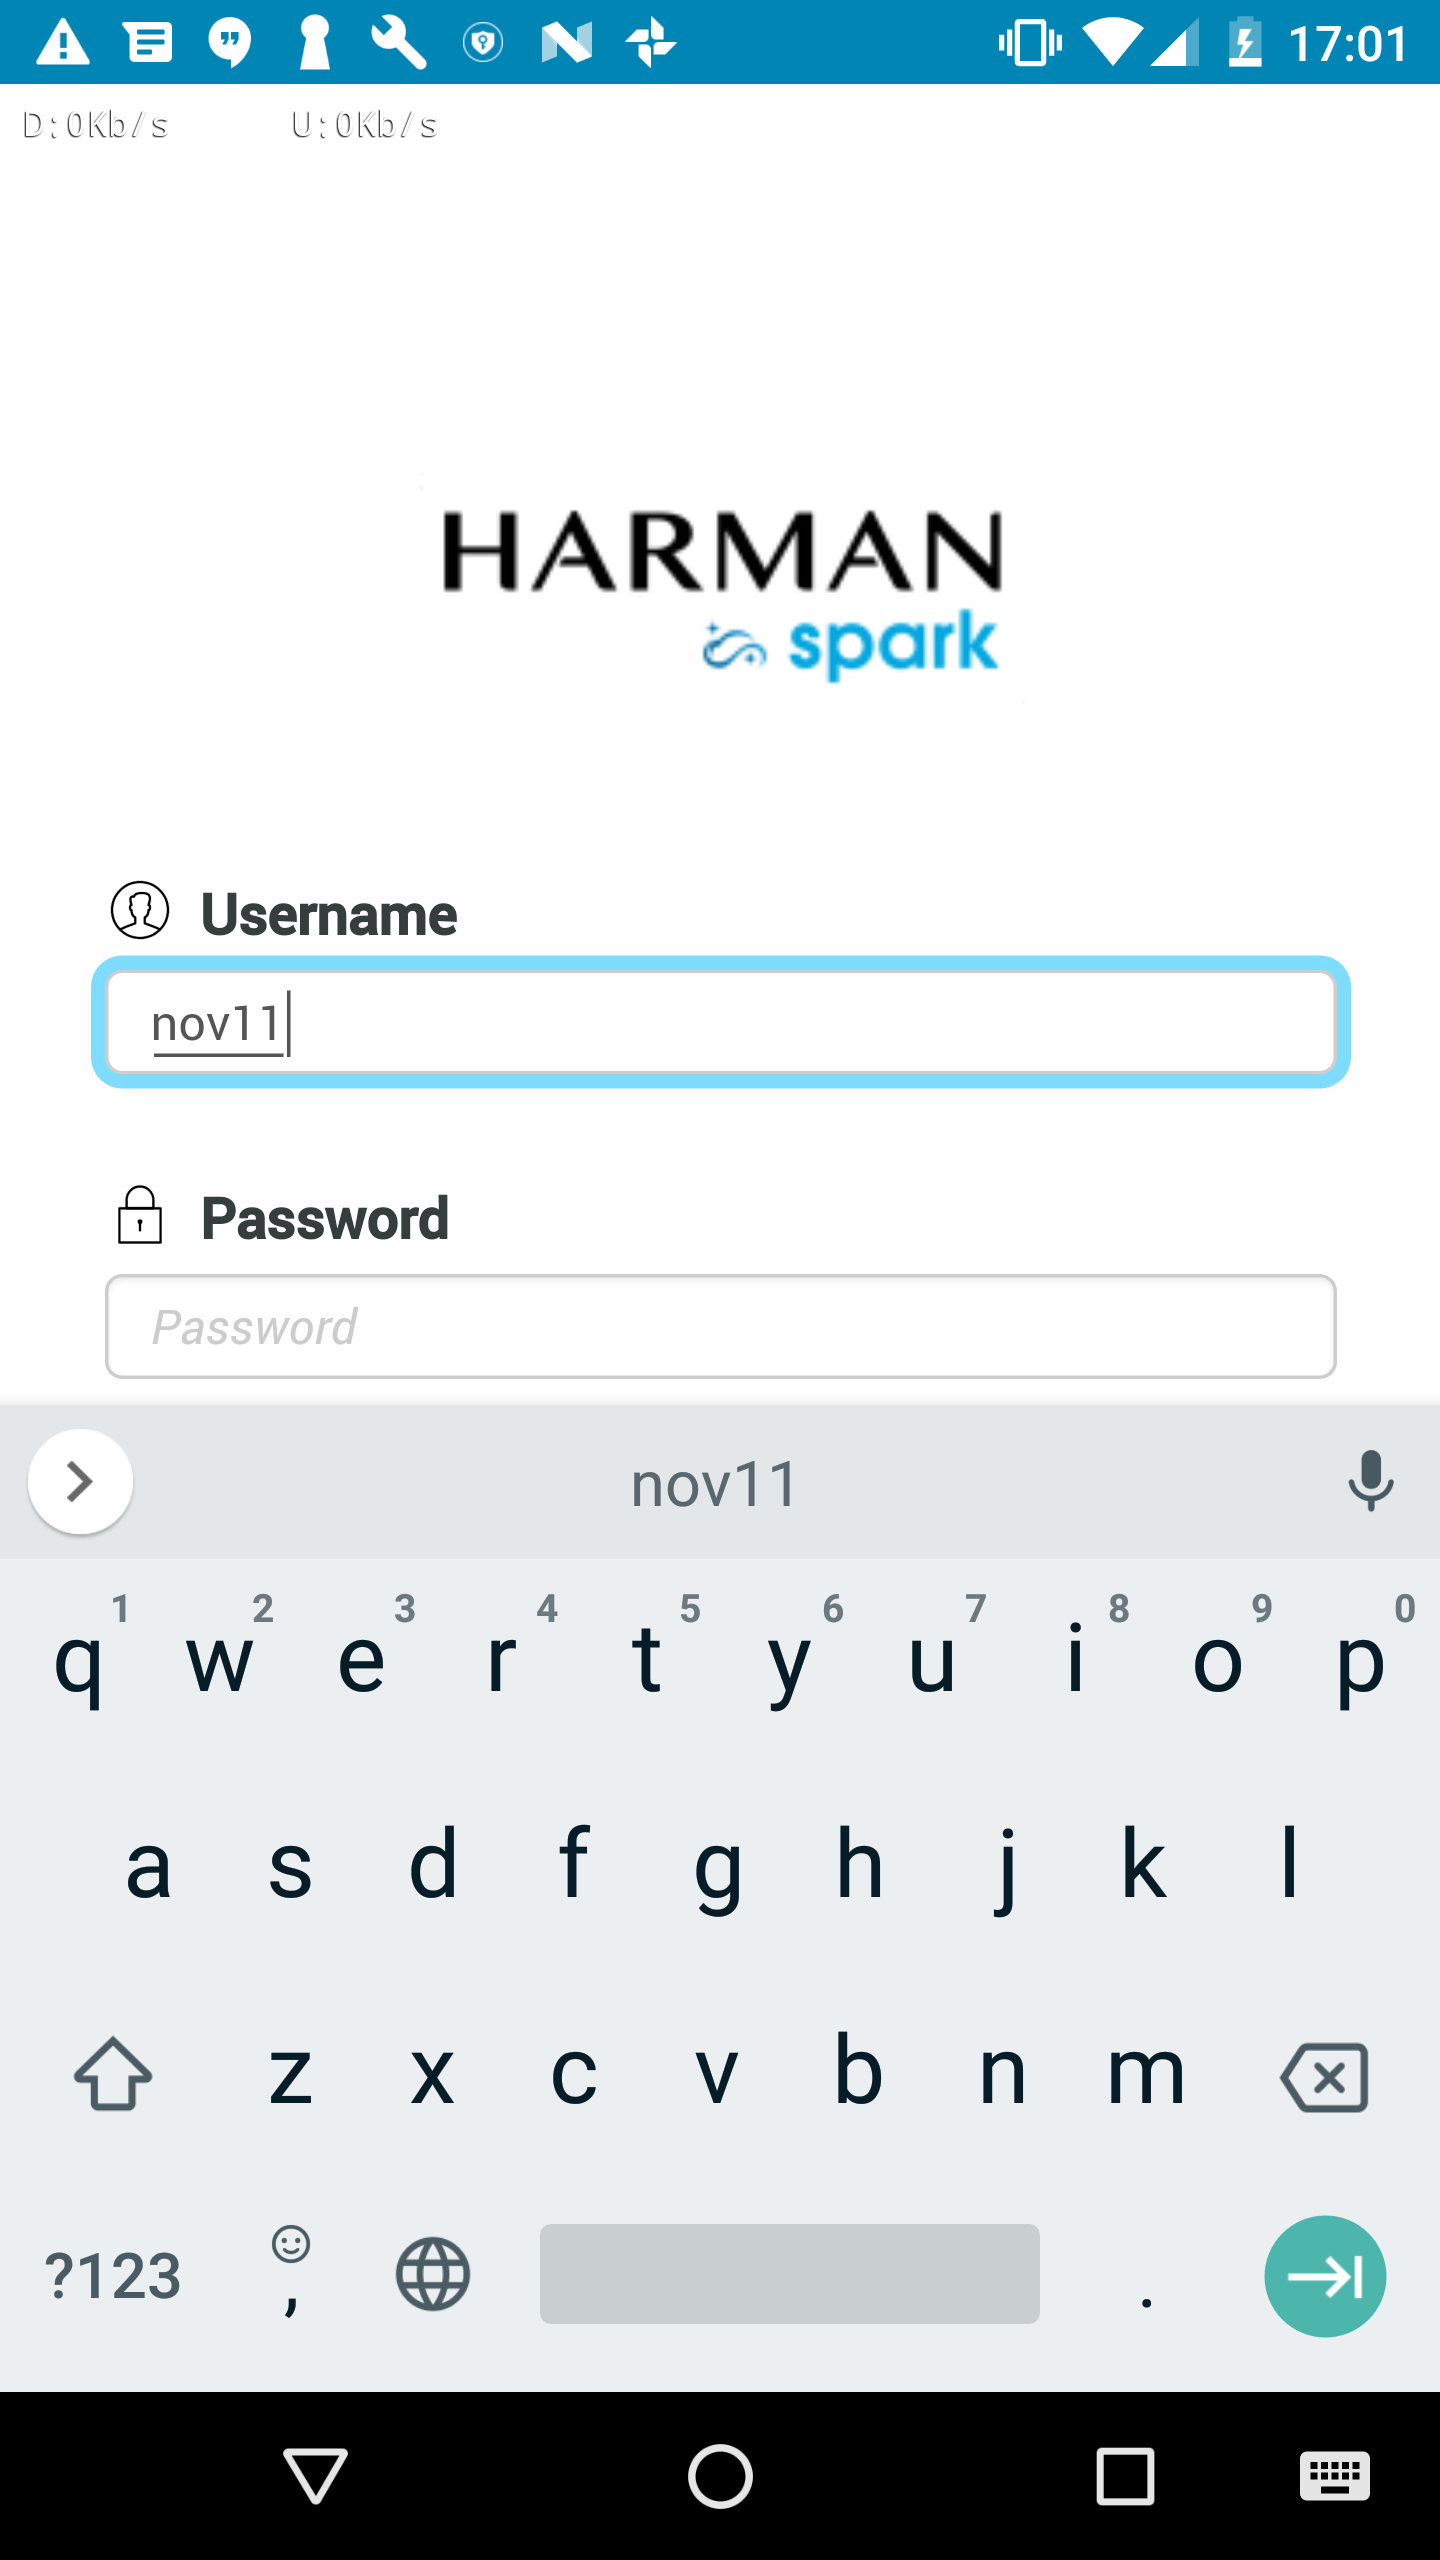 17:01
D:0Kb/s U:0Kb/s
HARMAN
spark
Username
nov11
Password
Password
nov11
1 2 3 4 5 6 7 8 9 0
q w e r t y u i o p
a s d f g h j k l
z x c v b n m
?123 , .